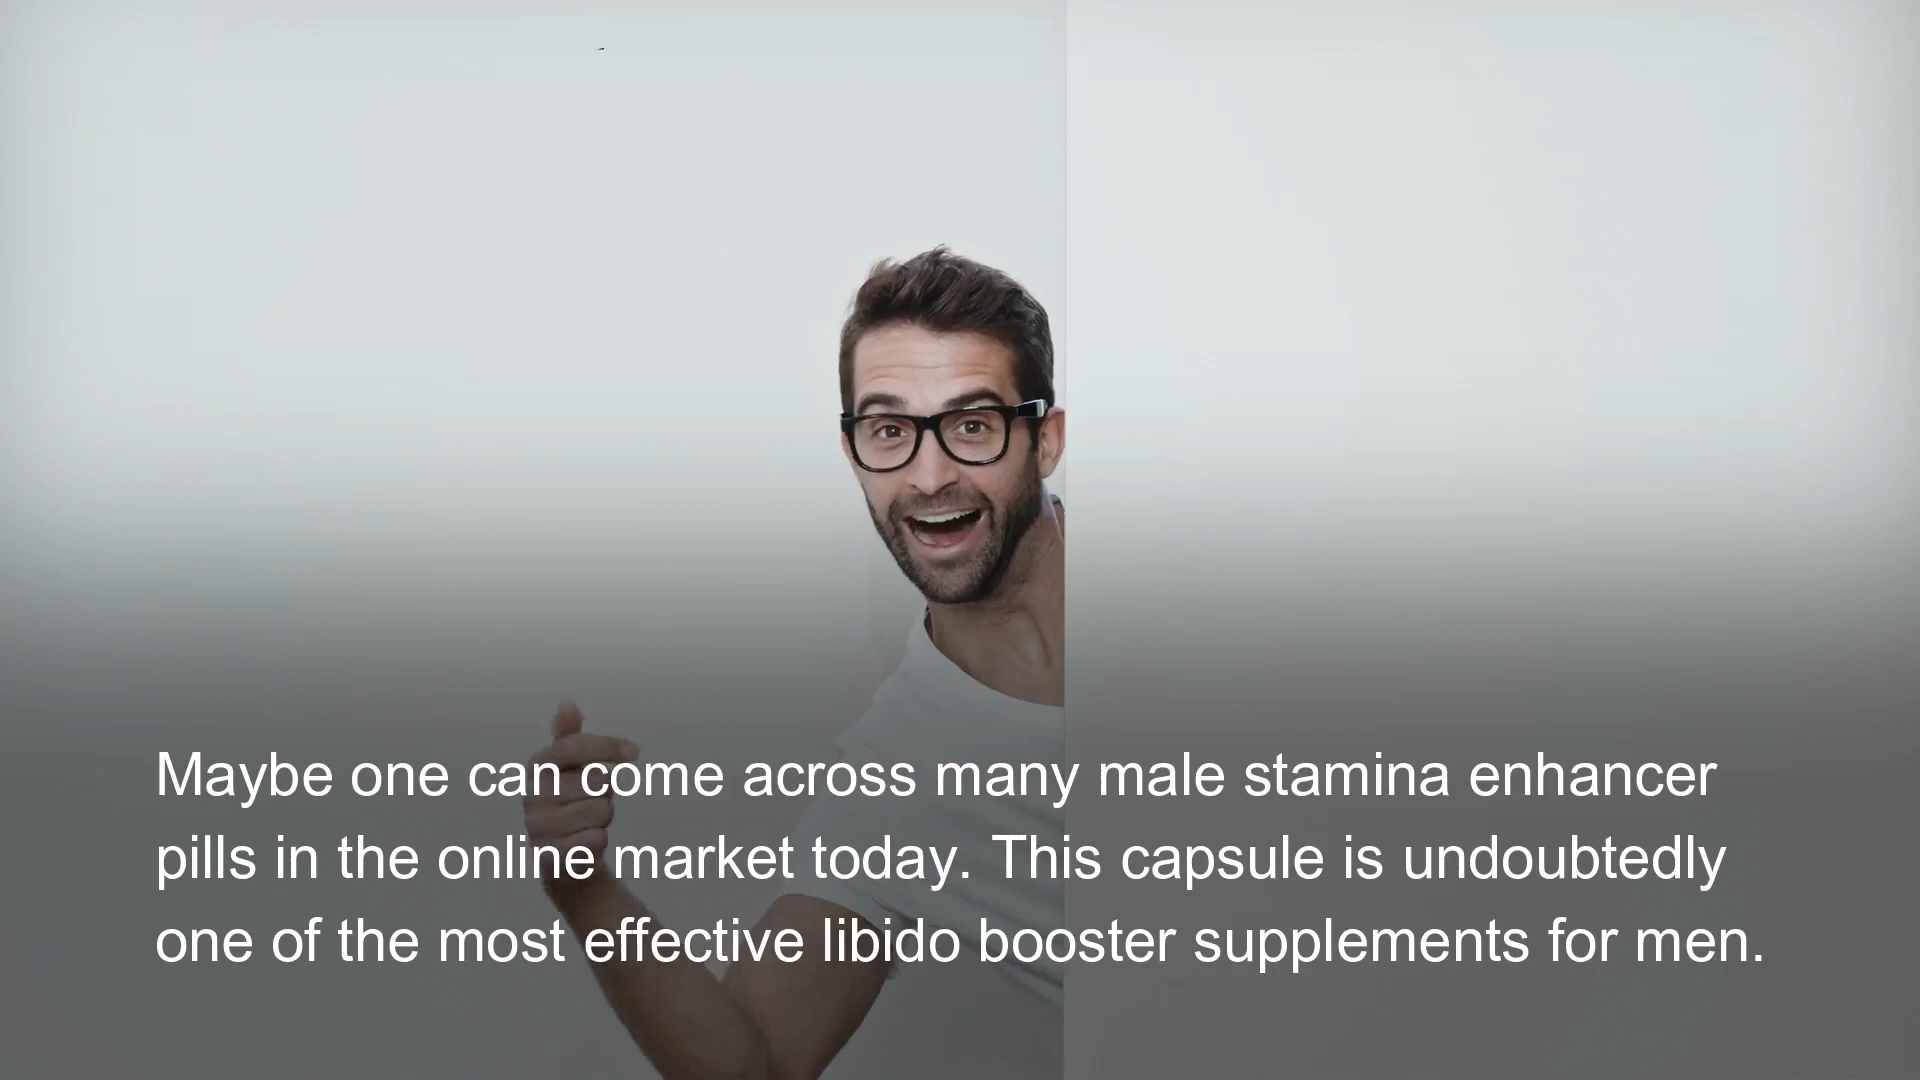 Maybe one can come across many male stamina enhancer
pills in the online market today. This capsule is undoubtedly
one of the most effective libido booster supplements for men.